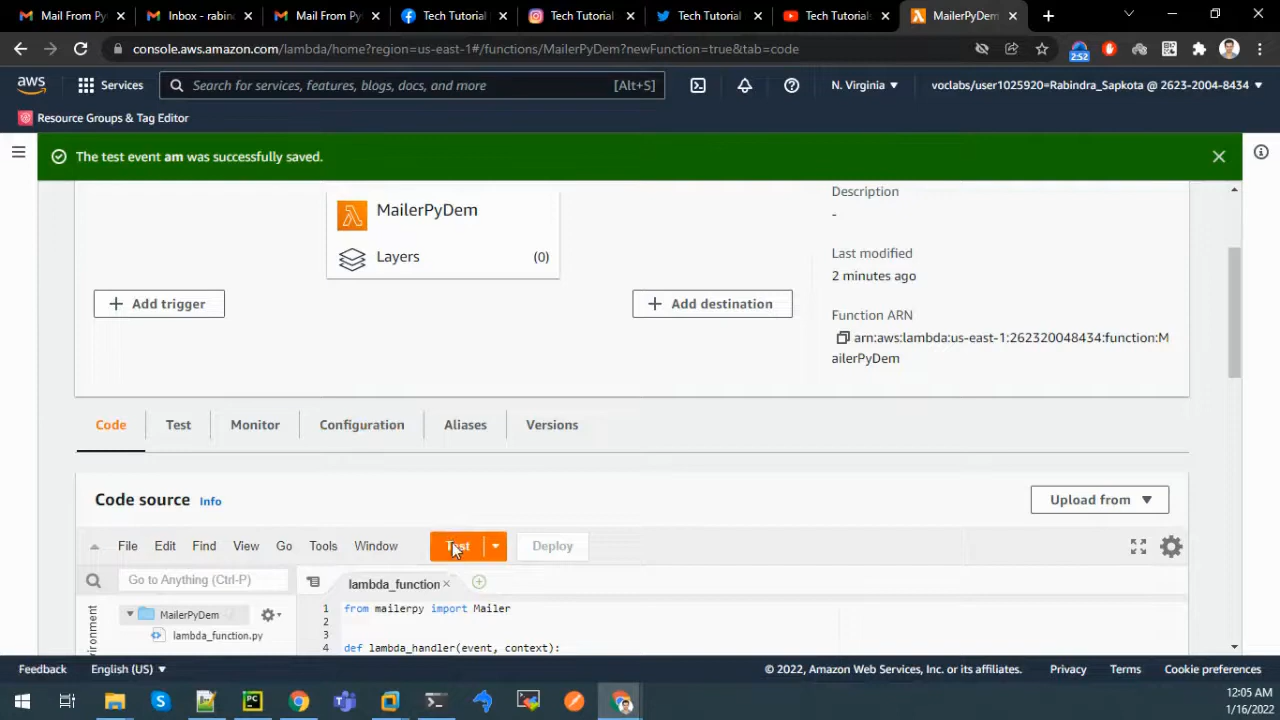 Mail From Py
Inbox - rabin
Mail From Py
Tech Tutorial
Tech Tutorial
Tech Tutorial
Tech Tutorial
MailerPyDem
console.aws.amazon.com/lambda/home?region=us-east-1#/functions/MailerPyDem?newFunction=true&tab=code
2:52
aws
Services
Search for services, features, blogs, docs, and more
[Alt+S]
N. Virginia
voclabs/user1025920=Rabindra_Sapkota @ 2623-2004-8434
Resource Groups & Tag Editor
The test event am was successfully saved.
Description
MailerPyDem
-
Last modified
Layers
(0)
2 minutes ago
+ Add trigger
+ Add destination
Function ARN
arn:aws:lambda:us-east-1:262320048434:function:M
ailerPyDem
Code
Test
Monitor
Configuration
Aliases
Versions
Code source
Info
Upload from
File
Edit
Find
View
Go
Tools
Window
Test
Deploy
Go to Anything (Ctrl-P)
lambda_function
MailerPyDem
1 from mailerpy import Mailer
2
lambda_function.py
3
4 def lambda_handler(event, context):
Feedback
English (US)
© 2022, Amazon Web Services, Inc. or its affiliates.
Privacy
Terms
Cookie preferences
12:05 AM
1/16/2022